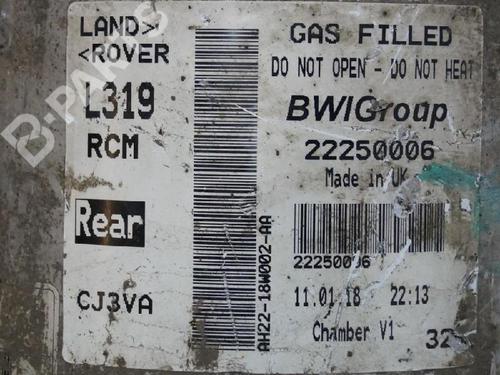 LAND>
<ROVER
L319
RCM
Rear
CJ3VA
AH22-18W002-AA
GAS FILLED
DO NOT OPEN - DO NOT HEAT
BWIGroup
22250006
Made in UK
22250006
11.01.18 22:13
Chamber V1
32
B-PARTS